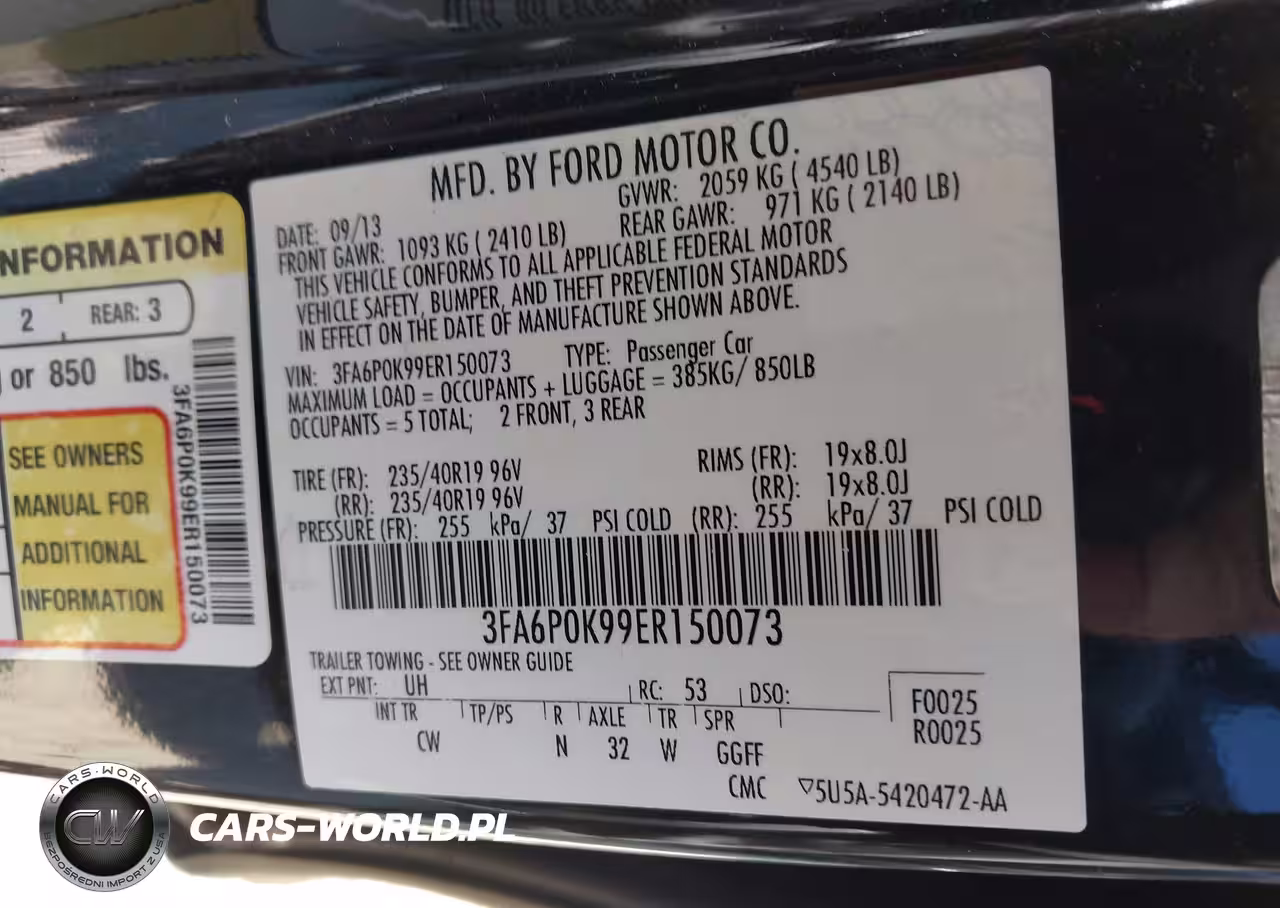 NFORMATION
2 REAR: 3
or 850 lbs.
SEE OWNERS
MANUAL FOR
ADDITIONAL
INFORMATION
3FA6P0K99ER150073
MFD. BY FORD MOTOR CO.
DATE: 09/13 GVWR: 2059 KG ( 4540 LB)
FRONT GAWR: 1093 KG ( 2410 LB) REAR GAWR: 971 KG ( 2140 LB)
THIS VEHICLE CONFORMS TO ALL APPLICABLE FEDERAL MOTOR
VEHICLE SAFETY, BUMPER, AND THEFT PREVENTION STANDARDS
IN EFFECT ON THE DATE OF MANUFACTURE SHOWN ABOVE.
VIN: 3FA6P0K99ER150073 TYPE: Passenger Car
MAXIMUM LOAD = OCCUPANTS + LUGGAGE = 385KG/ 850LB
OCCUPANTS = 5 TOTAL; 2 FRONT, 3 REAR
TIRE (FR): 235/40R19 96V RIMS (FR): 19x8.0J
(RR): 235/40R19 96V (RR): 19x8.0J
PRESSURE (FR): 255 kPa/ 37 PSI COLD (RR): 255 kPa/ 37 PSI COLD
3FA6P0K99ER150073
TRAILER TOWING - SEE OWNER GUIDE
EXT PNT: UH RC: 53 DSO: F0025
INT TR TP/PS R AXLE TR SPR R0025
CW N 32 W GGFF
CMC ▽5U5A-5420472-AA
CARS-WORLD
CW
BEZPOŚREDNI IMPORT Z USA
CARS-WORLD.PL